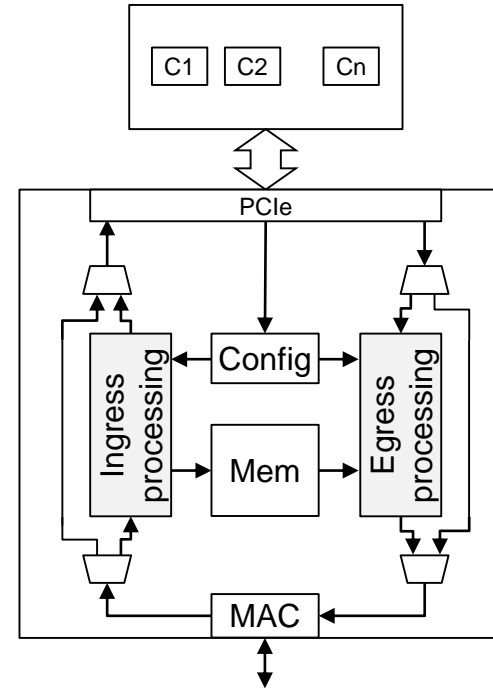 C1 C2 Cn
PCIe
Config
Ingress
processing
Egress
processing
Mem
MAC